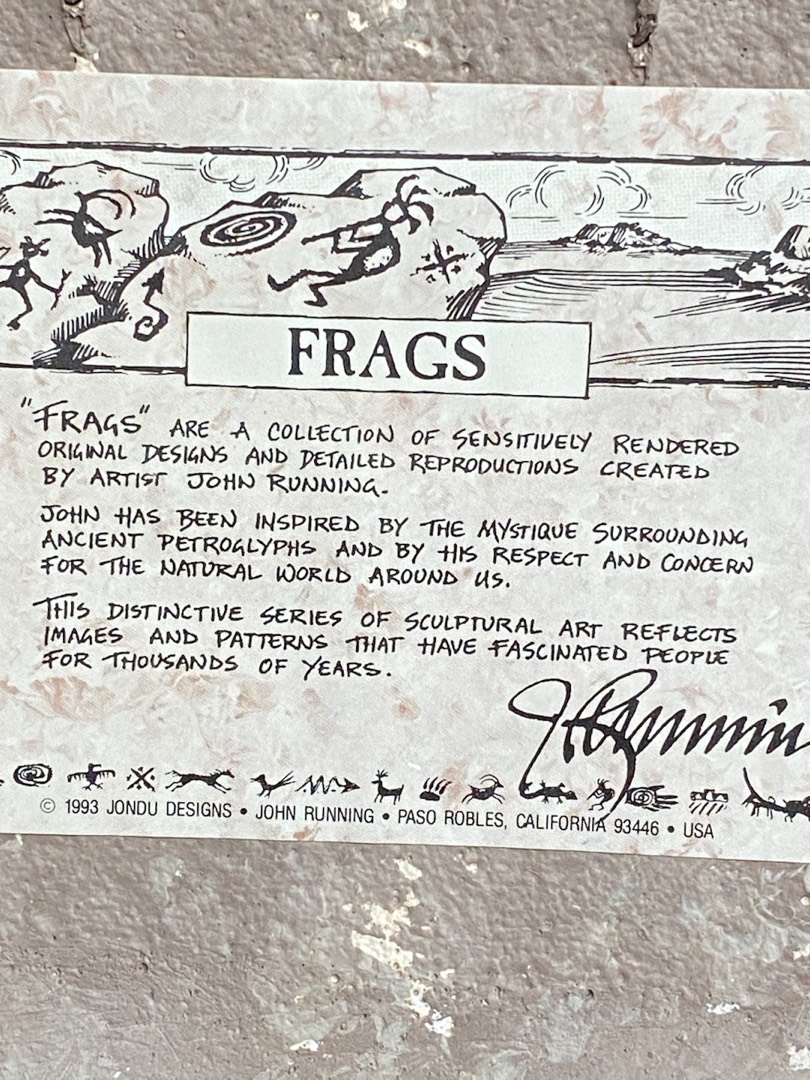 FRAGS
"FRAGS" ARE A COLLECTION OF SENSITIVELY RENDERED
ORIGINAL DESIGNS AND DETAILED REPRODUCTIONS CREATED
BY ARTIST JOHN RUNNING.
JOHN HAS BEEN INSPIRED BY THE MYSTIQUE SURROUNDING
ANCIENT PETROGLYPHS AND BY HIS RESPECT AND CONCERN
FOR THE NATURAL WORLD AROUND US.
THIS DISTINCTIVE SERIES OF SCULPTURAL ART REFLECTS
IMAGES AND PATTERNS THAT HAVE FASCINATED PEOPLE
FOR THOUSANDS OF YEARS.
© 1993 JONDU DESIGNS • JOHN RUNNING • PASO ROBLES, CALIFORNIA 93446 • USA